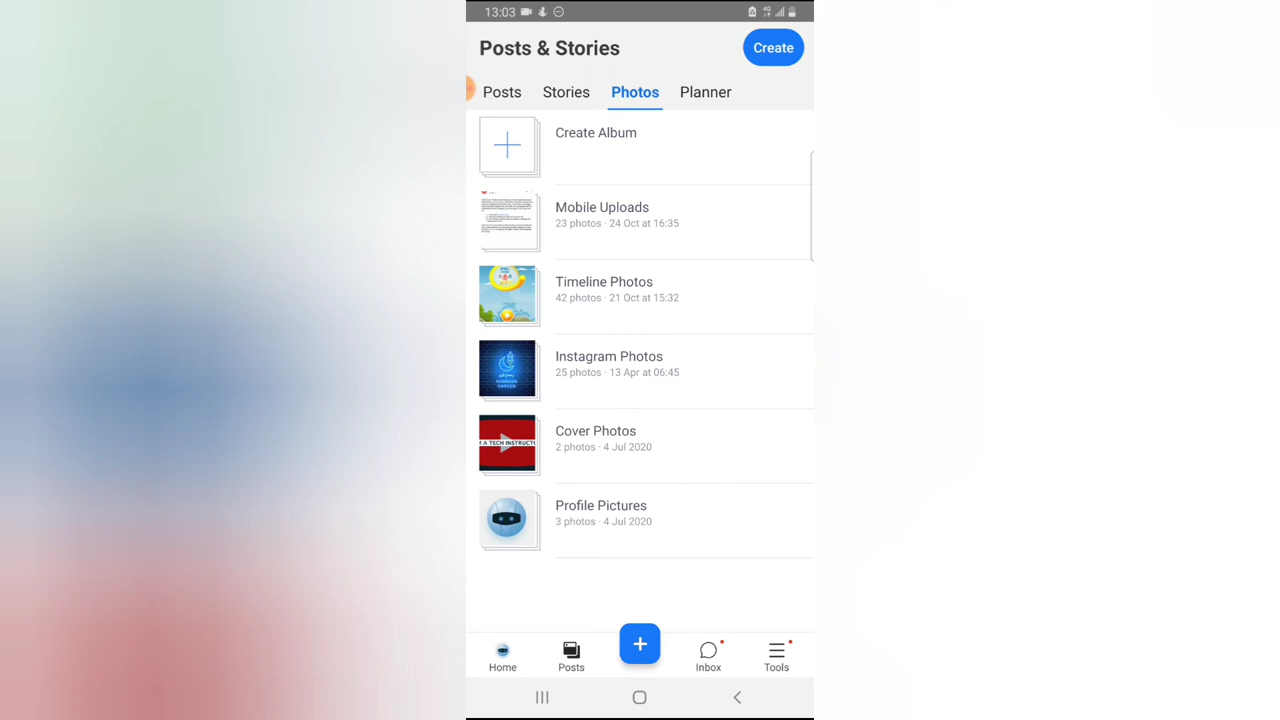 13:03
4G
Posts & Stories
Create
Posts
Stories
Photos
Planner
Create Album
Mobile Uploads
23 photos · 24 Oct at 16:35
Timeline Photos
42 photos · 21 Oct at 15:32
Instagram Photos
25 photos · 13 Apr at 06:45
Cover Photos
2 photos · 4 Jul 2020
Profile Pictures
3 photos · 4 Jul 2020
Home
Posts
Inbox
Tools